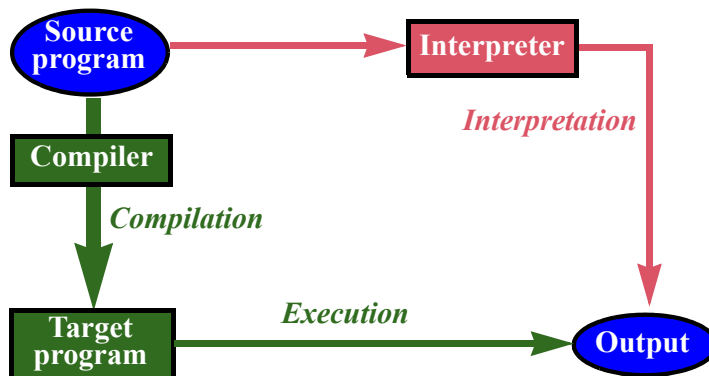 Source
program
Interpreter
Interpretation
Compiler
Compilation
Execution
Target
program
Output